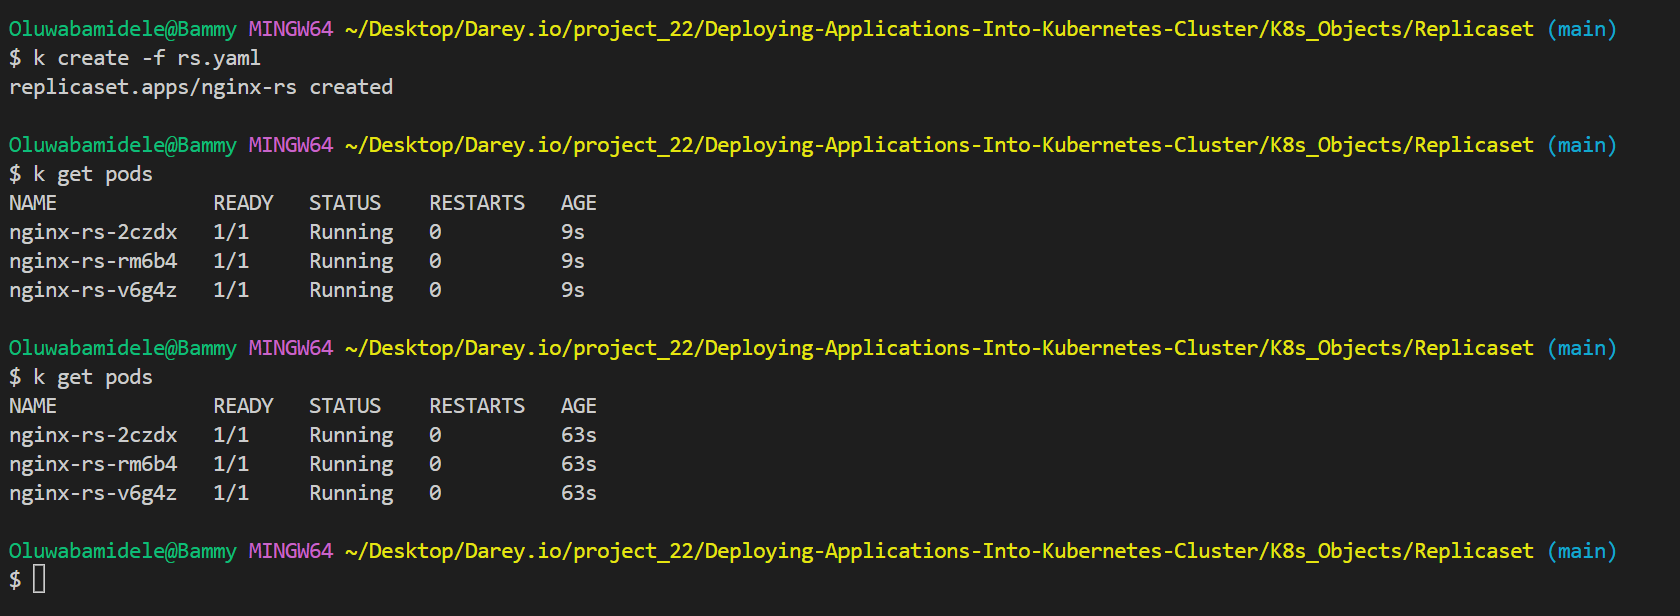 Oluwabamidele@Bammy MINGW64 ~/Desktop/Darey.io/project_22/Deploying-Applications-Into-Kubernetes-Cluster/K8s_Objects/Replicaset (main)
$ k create -f rs.yaml
replicaset.apps/nginx-rs created
Oluwabamidele@Bammy MINGW64 ~/Desktop/Darey.io/project_22/Deploying-Applications-Into-Kubernetes-Cluster/K8s_Objects/Replicaset (main)
$ k get pods
NAME             READY   STATUS    RESTARTS   AGE
nginx-rs-2czdx   1/1     Running   0          9s
nginx-rs-rm6b4   1/1     Running   0          9s
nginx-rs-v6g4z   1/1     Running   0          9s
Oluwabamidele@Bammy MINGW64 ~/Desktop/Darey.io/project_22/Deploying-Applications-Into-Kubernetes-Cluster/K8s_Objects/Replicaset (main)
$ k get pods
NAME             READY   STATUS    RESTARTS   AGE
nginx-rs-2czdx   1/1     Running   0          63s
nginx-rs-rm6b4   1/1     Running   0          63s
nginx-rs-v6g4z   1/1     Running   0          63s
Oluwabamidele@Bammy MINGW64 ~/Desktop/Darey.io/project_22/Deploying-Applications-Into-Kubernetes-Cluster/K8s_Objects/Replicaset (main)
$